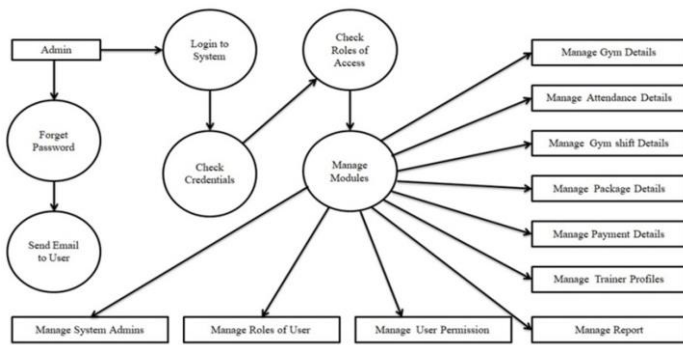 Admin
Login to
System
Check
Roles of
Access
Manage Gym Details
Manage Attendance Details
Forget
Password
Check
Credentials
Manage
Modules
Manage Gym shift Details
Manage Package Details
Send Email
to User
Manage Payment Details
Manage Trainer Profiles
Manage System Admins
Manage Roles of User
Manage User Permission
Manage Report